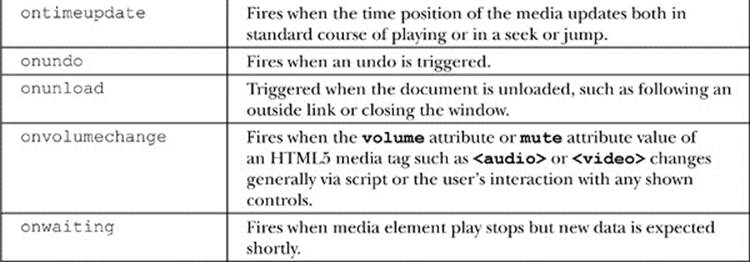 ontimeupdate Fires when the time position of the media updates both in
standard course of playing or in a seek or jump.
onundo Fires when an undo is triggered.
onunload Triggered when the document is unloaded, such as following an
outside link or closing the window.
onvolumechange Fires when the volume attribute or mute attribute value of
an HTML5 media tag such as <audio> or <video> changes
generally via script or the user's interaction with any shown
controls.
onwaiting Fires when media element play stops but new data is expected
shortly.